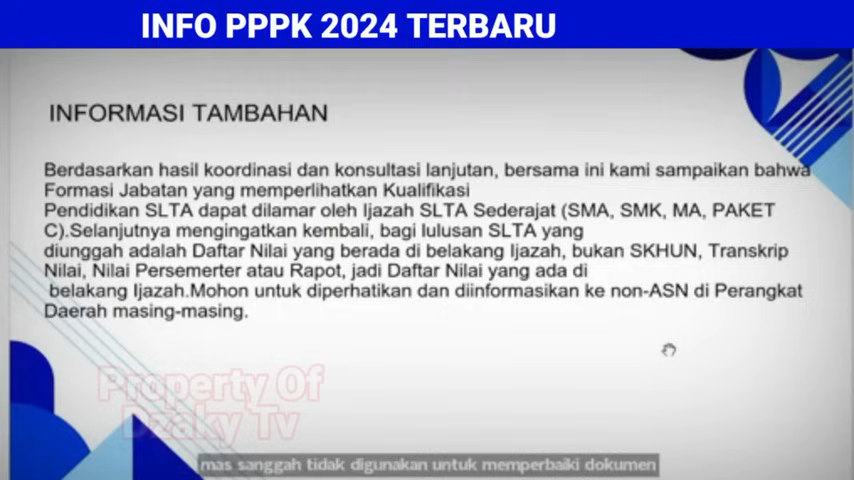 INFO PPPK 2024 TERBARU
INFORMASI TAMBAHAN
Berdasarkan hasil koordinasi dan konsultasi lanjutan, bersama ini kami sampaikan bahwa
Formasi Jabatan yang memperlihatkan Kualifikasi
Pendidikan SLTA dapat dilamar oleh Ijazah SLTA Sederajat (SMA, SMK, MA, PAKET
C).Selanjutnya mengingatkan kembali, bagi lulusan SLTA yang
diunggah adalah Daftar Nilai yang berada di belakang Ijazah, bukan SKHUN, Transkrip
Nilai, Nilai Persemerter atau Rapot, jadi Daftar Nilai yang ada di
belakang Ijazah.Mohon untuk diperhatikan dan diinformasikan ke non-ASN di Perangkat
Daerah masing-masing.
Property Of
Dzaky Tv
mas sanggah tidak digunakan untuk memperbaiki dokumen